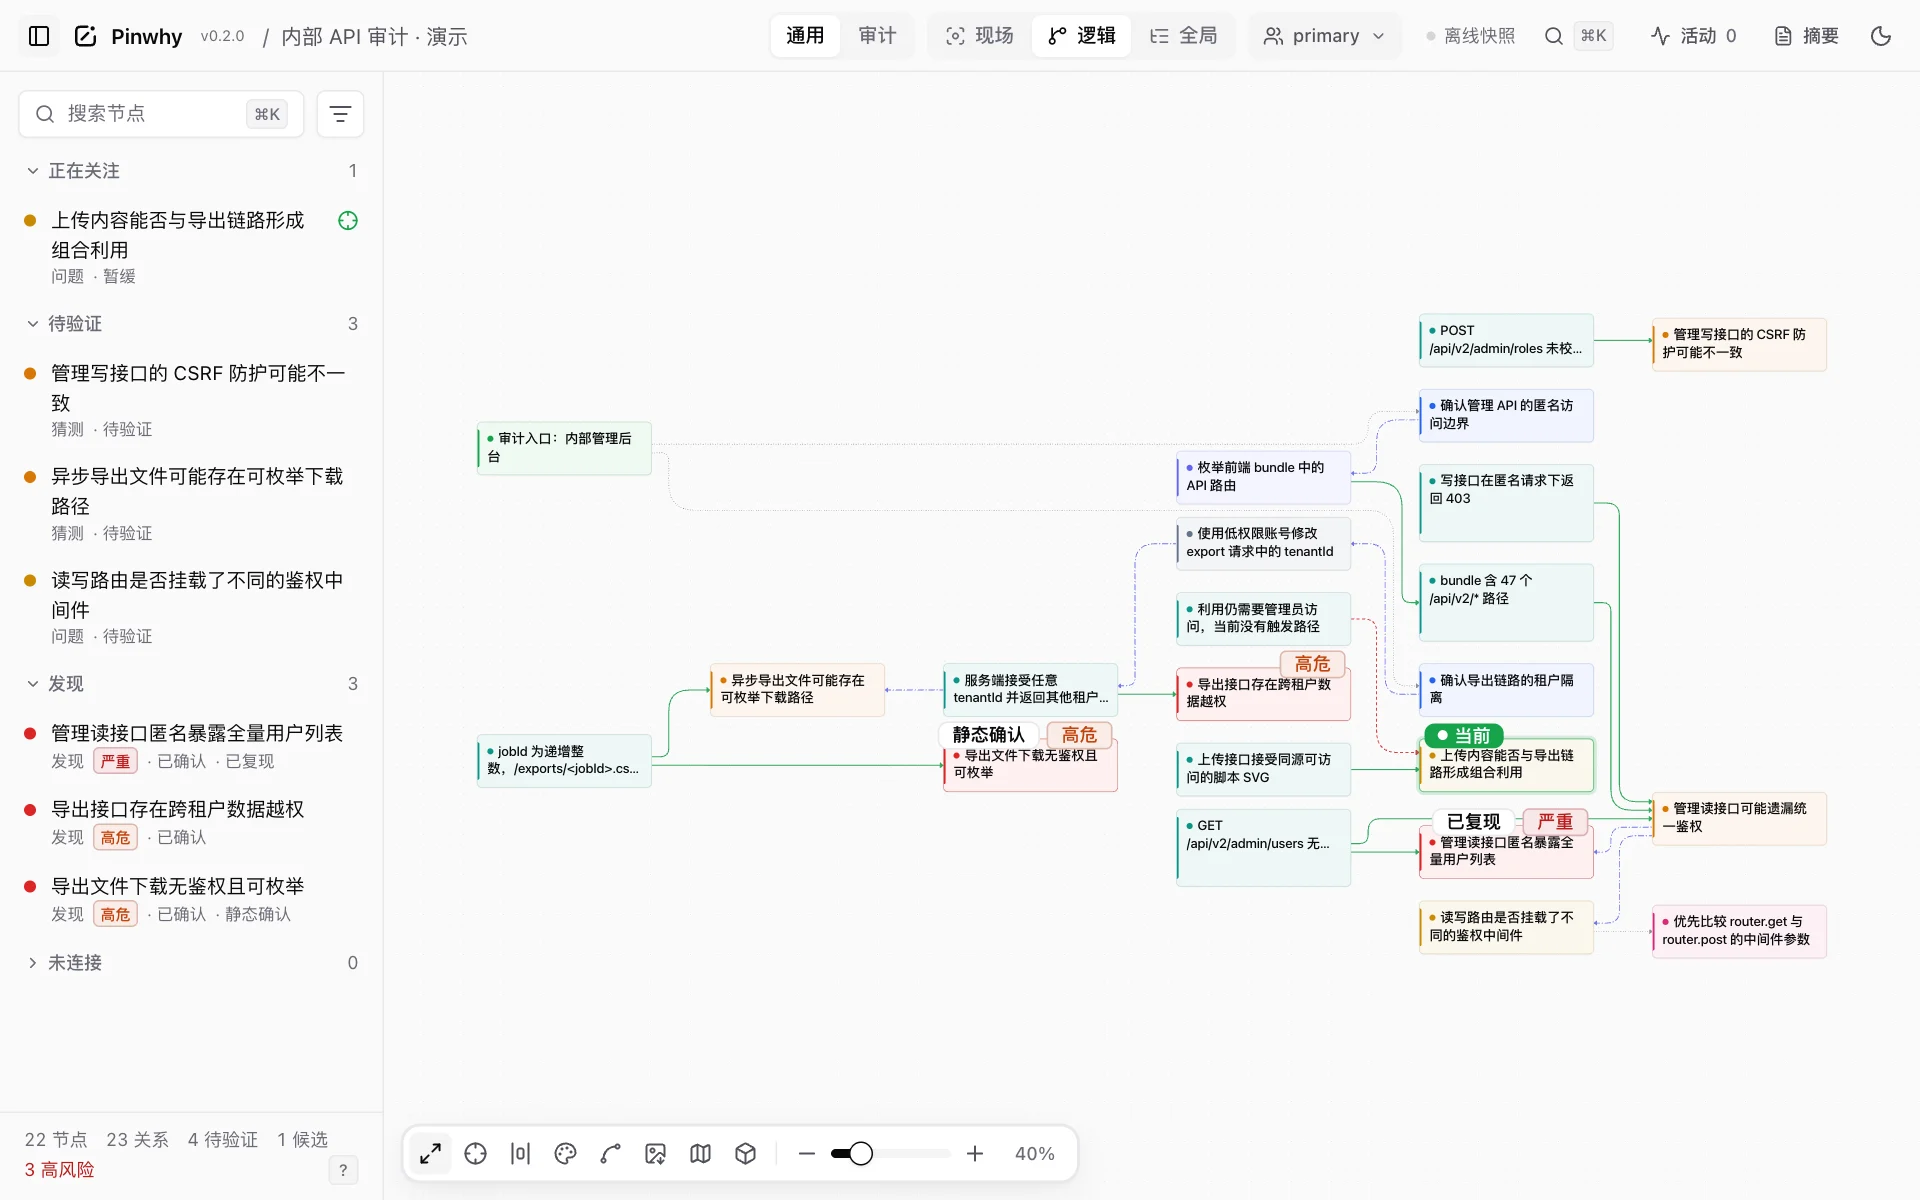 Pinwhy v0.2.0 / 内部 API 审计 · 演示
通用 审计
现场 逻辑 全局
primary
离线快照
⌘K
活动 0
摘要
搜索节点 ⌘K
正在关注 1
上传内容能否与导出链路形成
组合利用
问题 · 暂缓
待验证 3
管理写接口的 CSRF 防护可能不一
致
猜测 · 待验证
异步导出文件可能存在可枚举下载
路径
猜测 · 待验证
读写路由是否挂载了不同的鉴权中
间件
问题 · 待验证
发现 3
管理读接口匿名暴露全量用户列表
发现 严重 · 已确认 · 已复现
导出接口存在跨租户数据越权
发现 高危 · 已确认
导出文件下载无鉴权且可枚举
发现 高危 · 已确认 · 静态确认
未连接 0
22 节点 23 关系 4 待验证 1 候选
3 高风险
?
审计入口：内部管理后
台
jobId 为递增整
数，/exports/<jobId>.cs...
异步导出文件可能存在
可枚举下载路径
服务端接受任意
tenantId 并返回其他租户...
静态确认 高危
导出文件下载无鉴权且
可枚举
枚举前端 bundle 中的
API 路由
使用低权限账号修改
export 请求中的 tenantId
利用仍需要管理员访
问，当前没有触发路径
高危
导出接口存在跨租户数
据越权
上传接口接受同源可访
问的脚本 SVG
GET
/api/v2/admin/users 无...
POST
/api/v2/admin/roles 未校...
确认管理 API 的匿名访
问边界
写接口在匿名请求下返
回 403
bundle 含 47 个
/api/v2/* 路径
确认导出链路的租户隔
离
当前
上传内容能否与导出链
路形成组合利用
已复现 严重
管理读接口匿名暴露全
量用户列表
读写路由是否挂载了不
同的鉴权中间件
管理写接口的 CSRF 防
护可能不一致
管理读接口可能遗漏统
一鉴权
优先比较 router.get 与
router.post 的中间件参数
40%